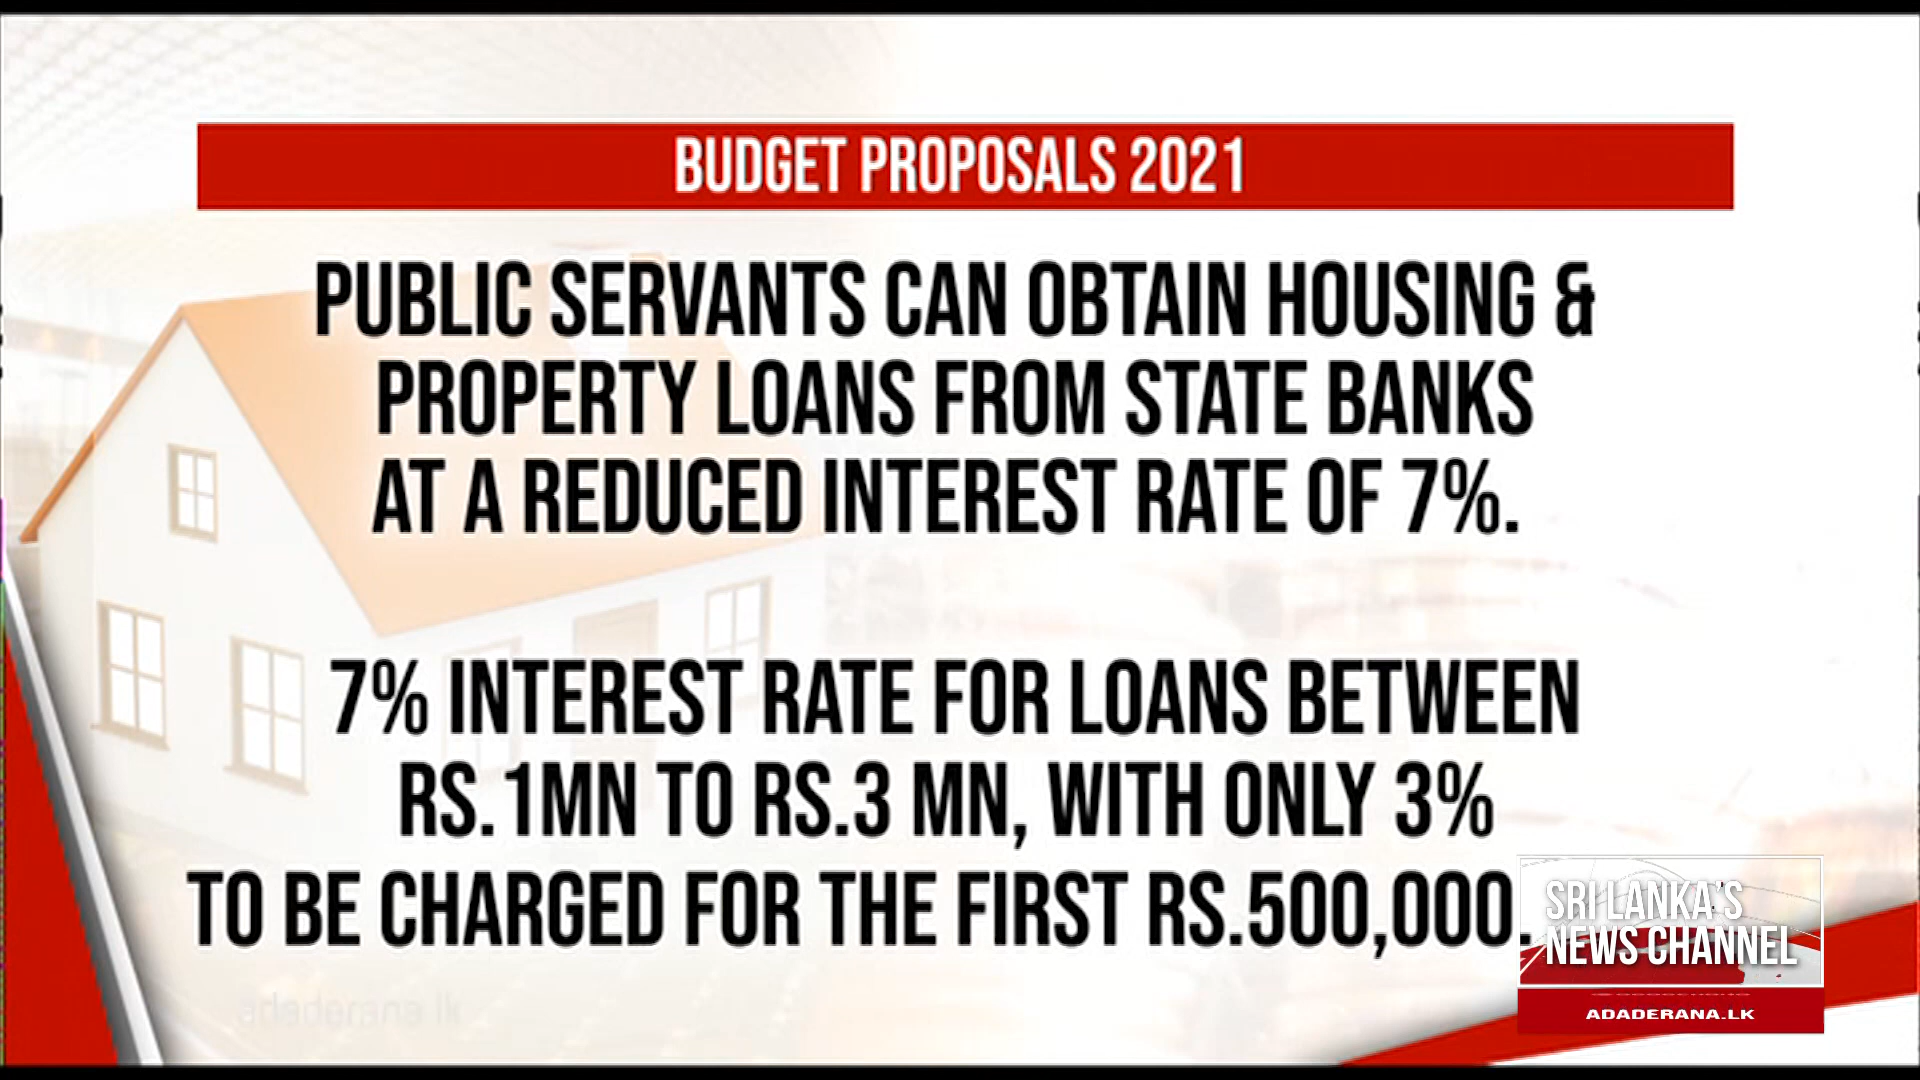 BUDGET PROPOSALS 2021
PUBLIC SERVANTS CAN OBTAIN HOUSING &
PROPERTY LOANS FROM STATE BANKS
AT A REDUCED INTEREST RATE OF 7%.
7% INTEREST RATE FOR LOANS BETWEEN
RS.1MN TO RS.3 MN, WITH ONLY 3%
TO BE CHARGED FOR THE FIRST RS.500,000.
SRI LANKA'S
NEWS CHANNEL
ADADERANA.LK
adaderana.lk